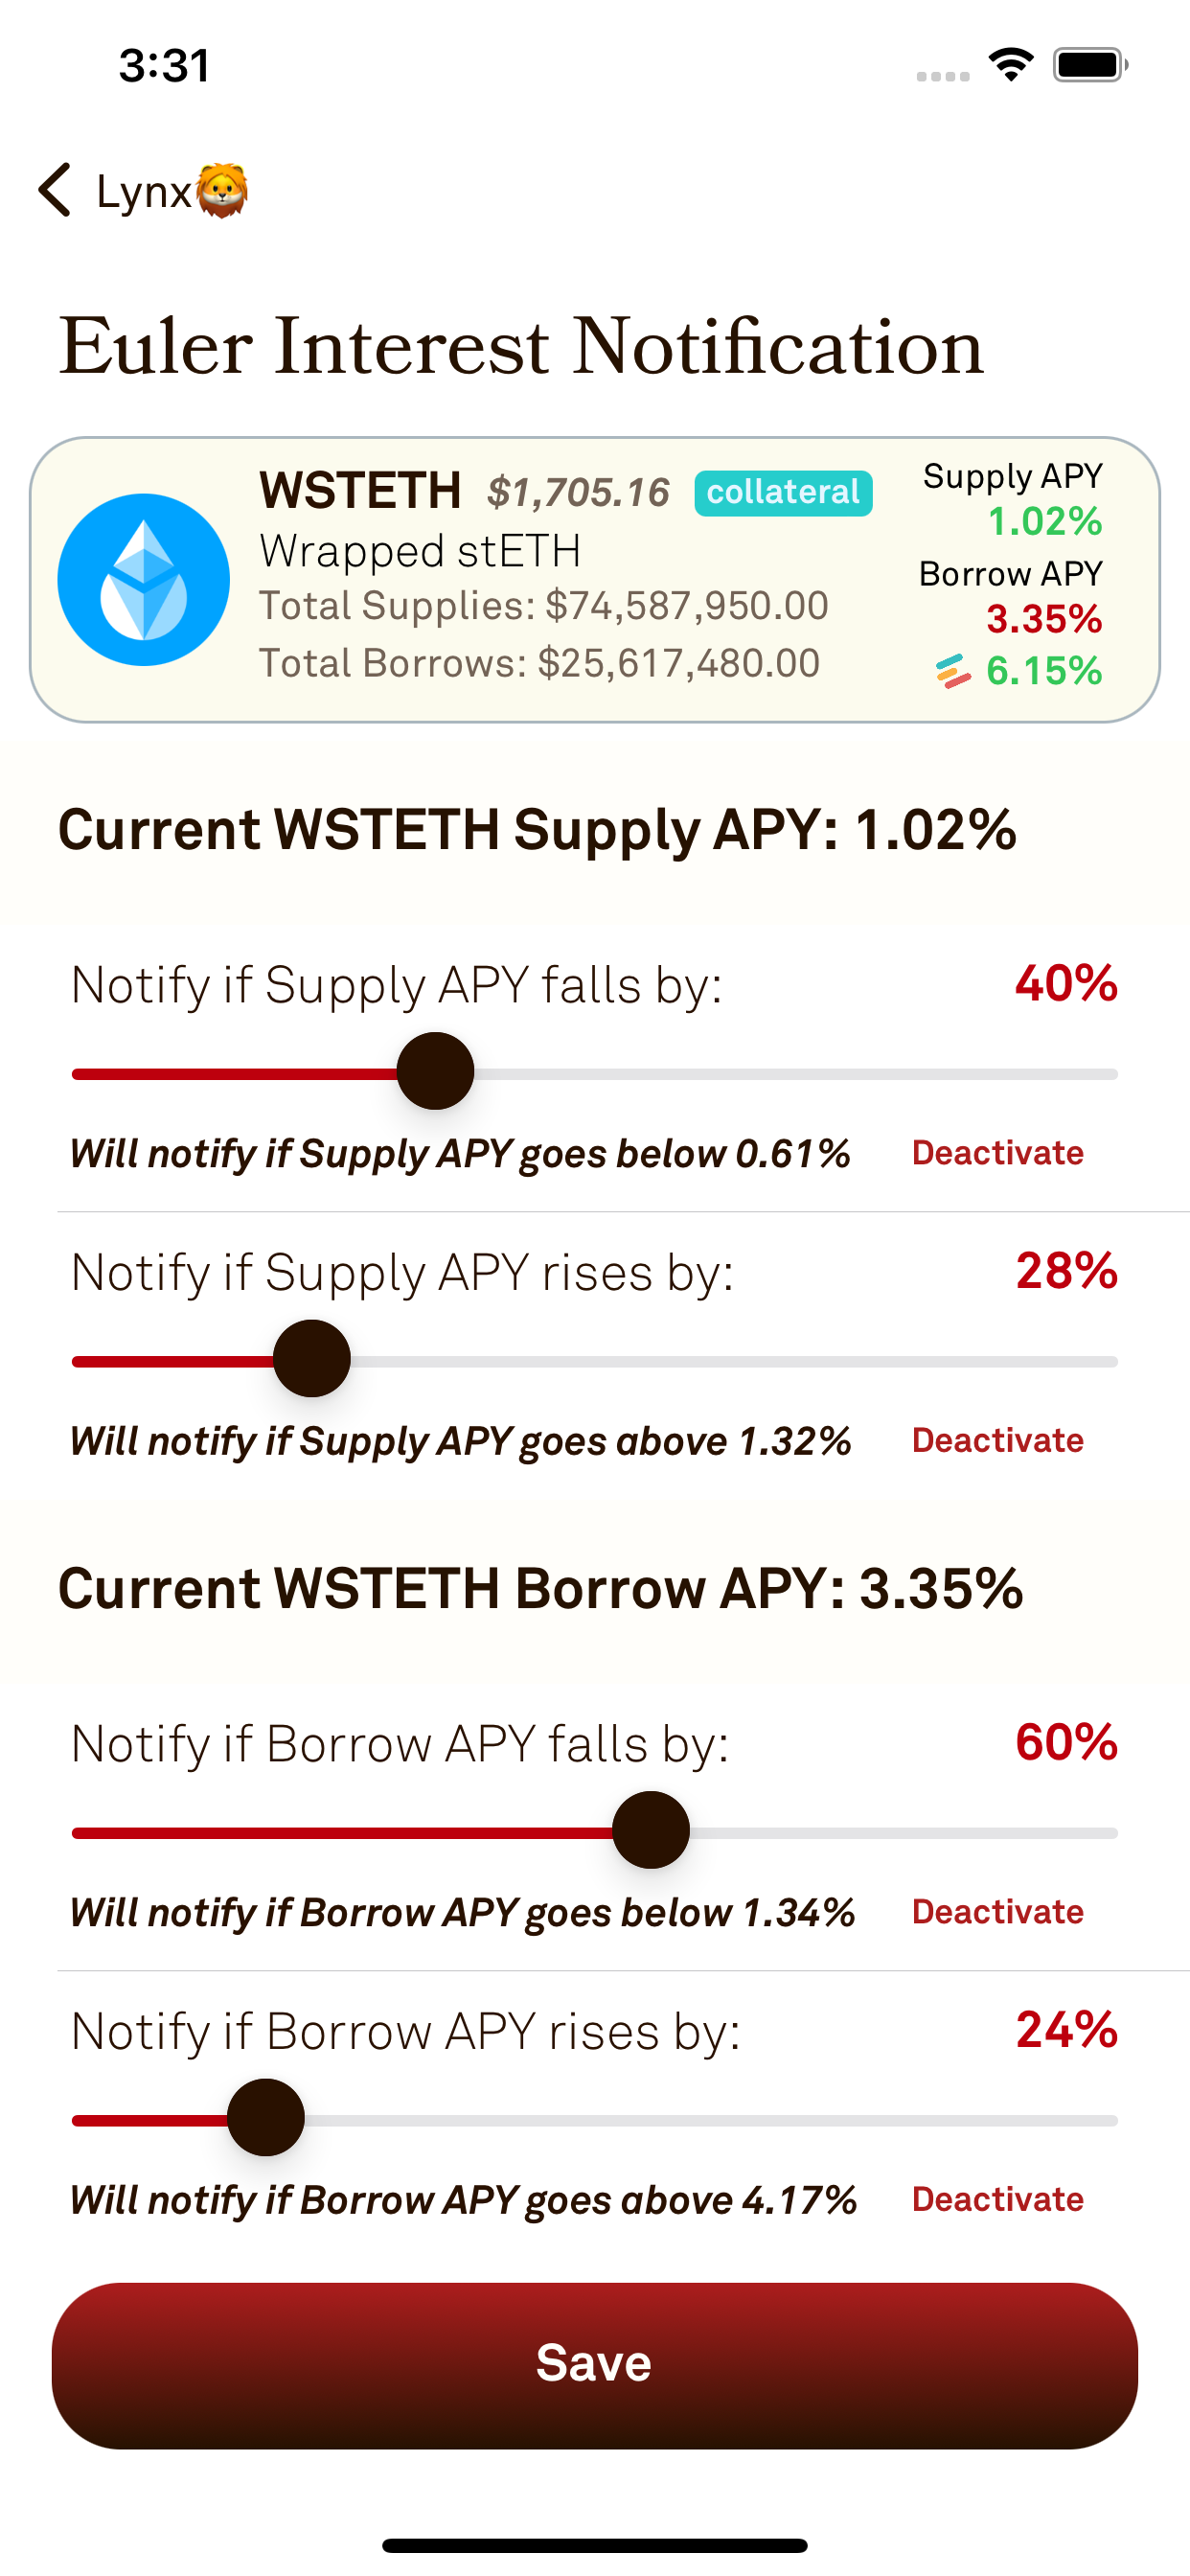 3:31
Lynx🦁
Euler Interest Notification
WSTETH $1,705.16 collateral
Wrapped stETH
Total Supplies: $74,587,950.00
Total Borrows: $25,617,480.00
Supply APY
1.02%
Borrow APY
3.35%
6.15%
Current WSTETH Supply APY: 1.02%
Notify if Supply APY falls by: 40%
Will notify if Supply APY goes below 0.61% Deactivate
Notify if Supply APY rises by: 28%
Will notify if Supply APY goes above 1.32% Deactivate
Current WSTETH Borrow APY: 3.35%
Notify if Borrow APY falls by: 60%
Will notify if Borrow APY goes below 1.34% Deactivate
Notify if Borrow APY rises by: 24%
Will notify if Borrow APY goes above 4.17% Deactivate
Save